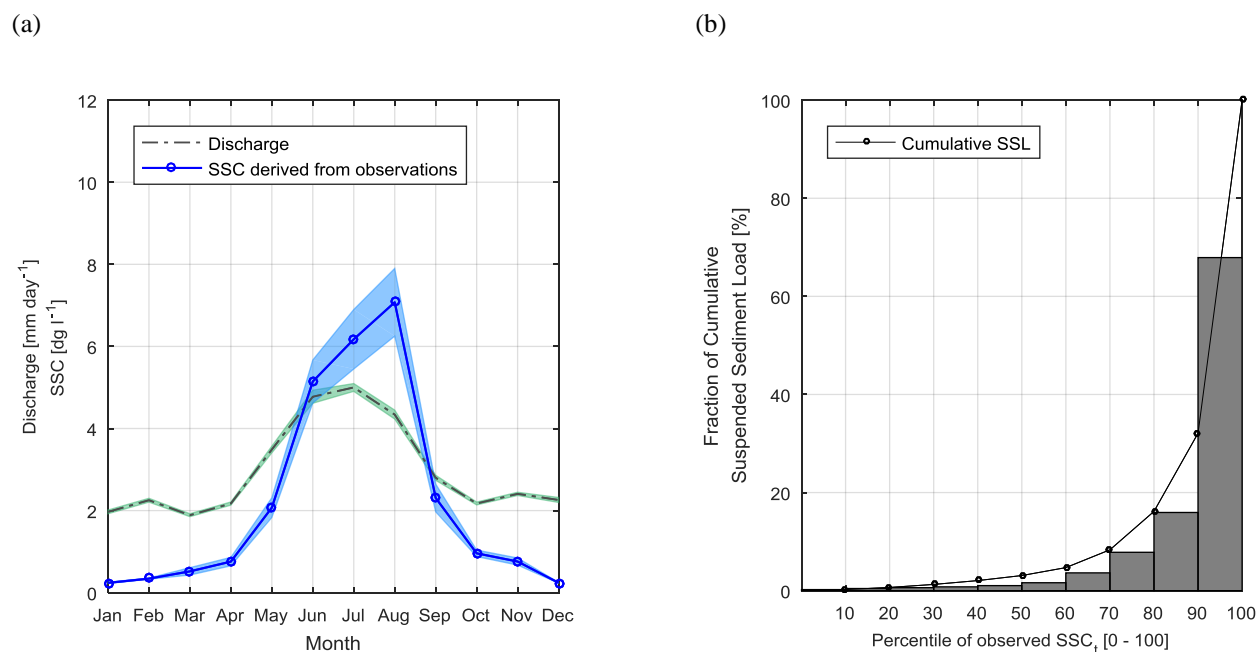 (a)
(b)
12
10
8
6
4
2
0
Discharge [mm day⁻¹]
SSC [dg l⁻¹]
Discharge
SSC derived from observations
Jan Feb Mar Apr May Jun Jul Aug Sep Oct Nov Dec
Month
100
80
60
40
20
0
Fraction of Cumulative
Suspended Sediment Load [%]
Cumulative SSL
10 20 30 40 50 60 70 80 90 100
Percentile of observed SSCₜ [0 - 100]